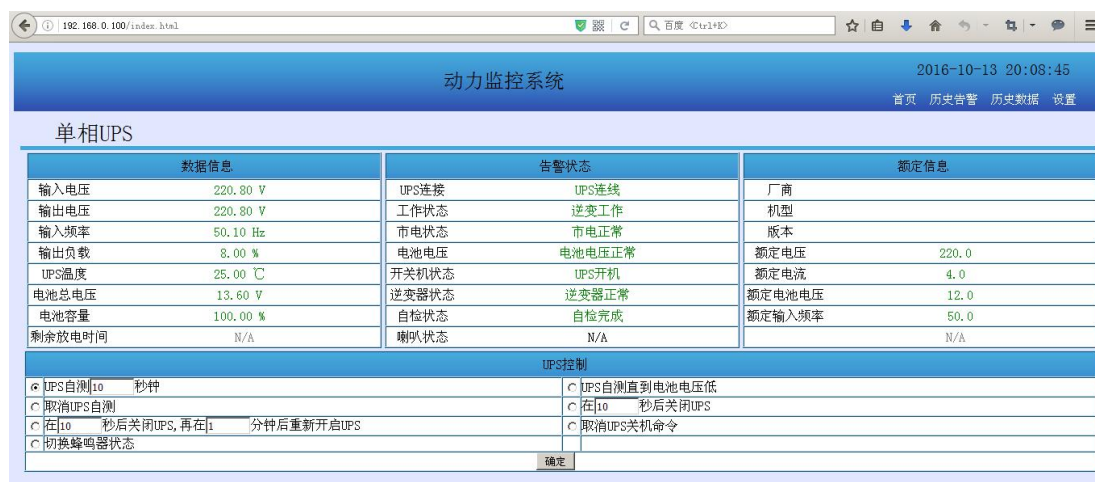 192.168.0.100/index.html
百度 <Ctrl+K>
动力监控系统
2016-10-13 20:08:45
首页 历史告警 历史数据 设置
单相UPS
数据信息 告警状态 额定信息
输入电压 220.80 V UPS连接 UPS连线 厂商
输出电压 220.80 V 工作状态 逆变工作 机型
输入频率 50.10 Hz 市电状态 市电正常 版本
输出负载 8.00 % 电池电压 电池电压正常 额定电压 220.0
UPS温度 25.00 ℃ 开关机状态 UPS开机 额定电流 4.0
电池总电压 13.60 V 逆变器状态 逆变器正常 额定电池电压 12.0
电池容量 100.00 % 自检状态 自检完成 额定输入频率 50.0
剩余放电时间 N/A 喇叭状态 N/A N/A
UPS控制
UPS自测10 秒钟 UPS自测直到电池电压低
取消UPS自测 在10 秒后关闭UPS
在10 秒后关闭UPS,再在1 分钟后重新开启UPS 取消UPS关机命令
切换蜂鸣器状态
确定